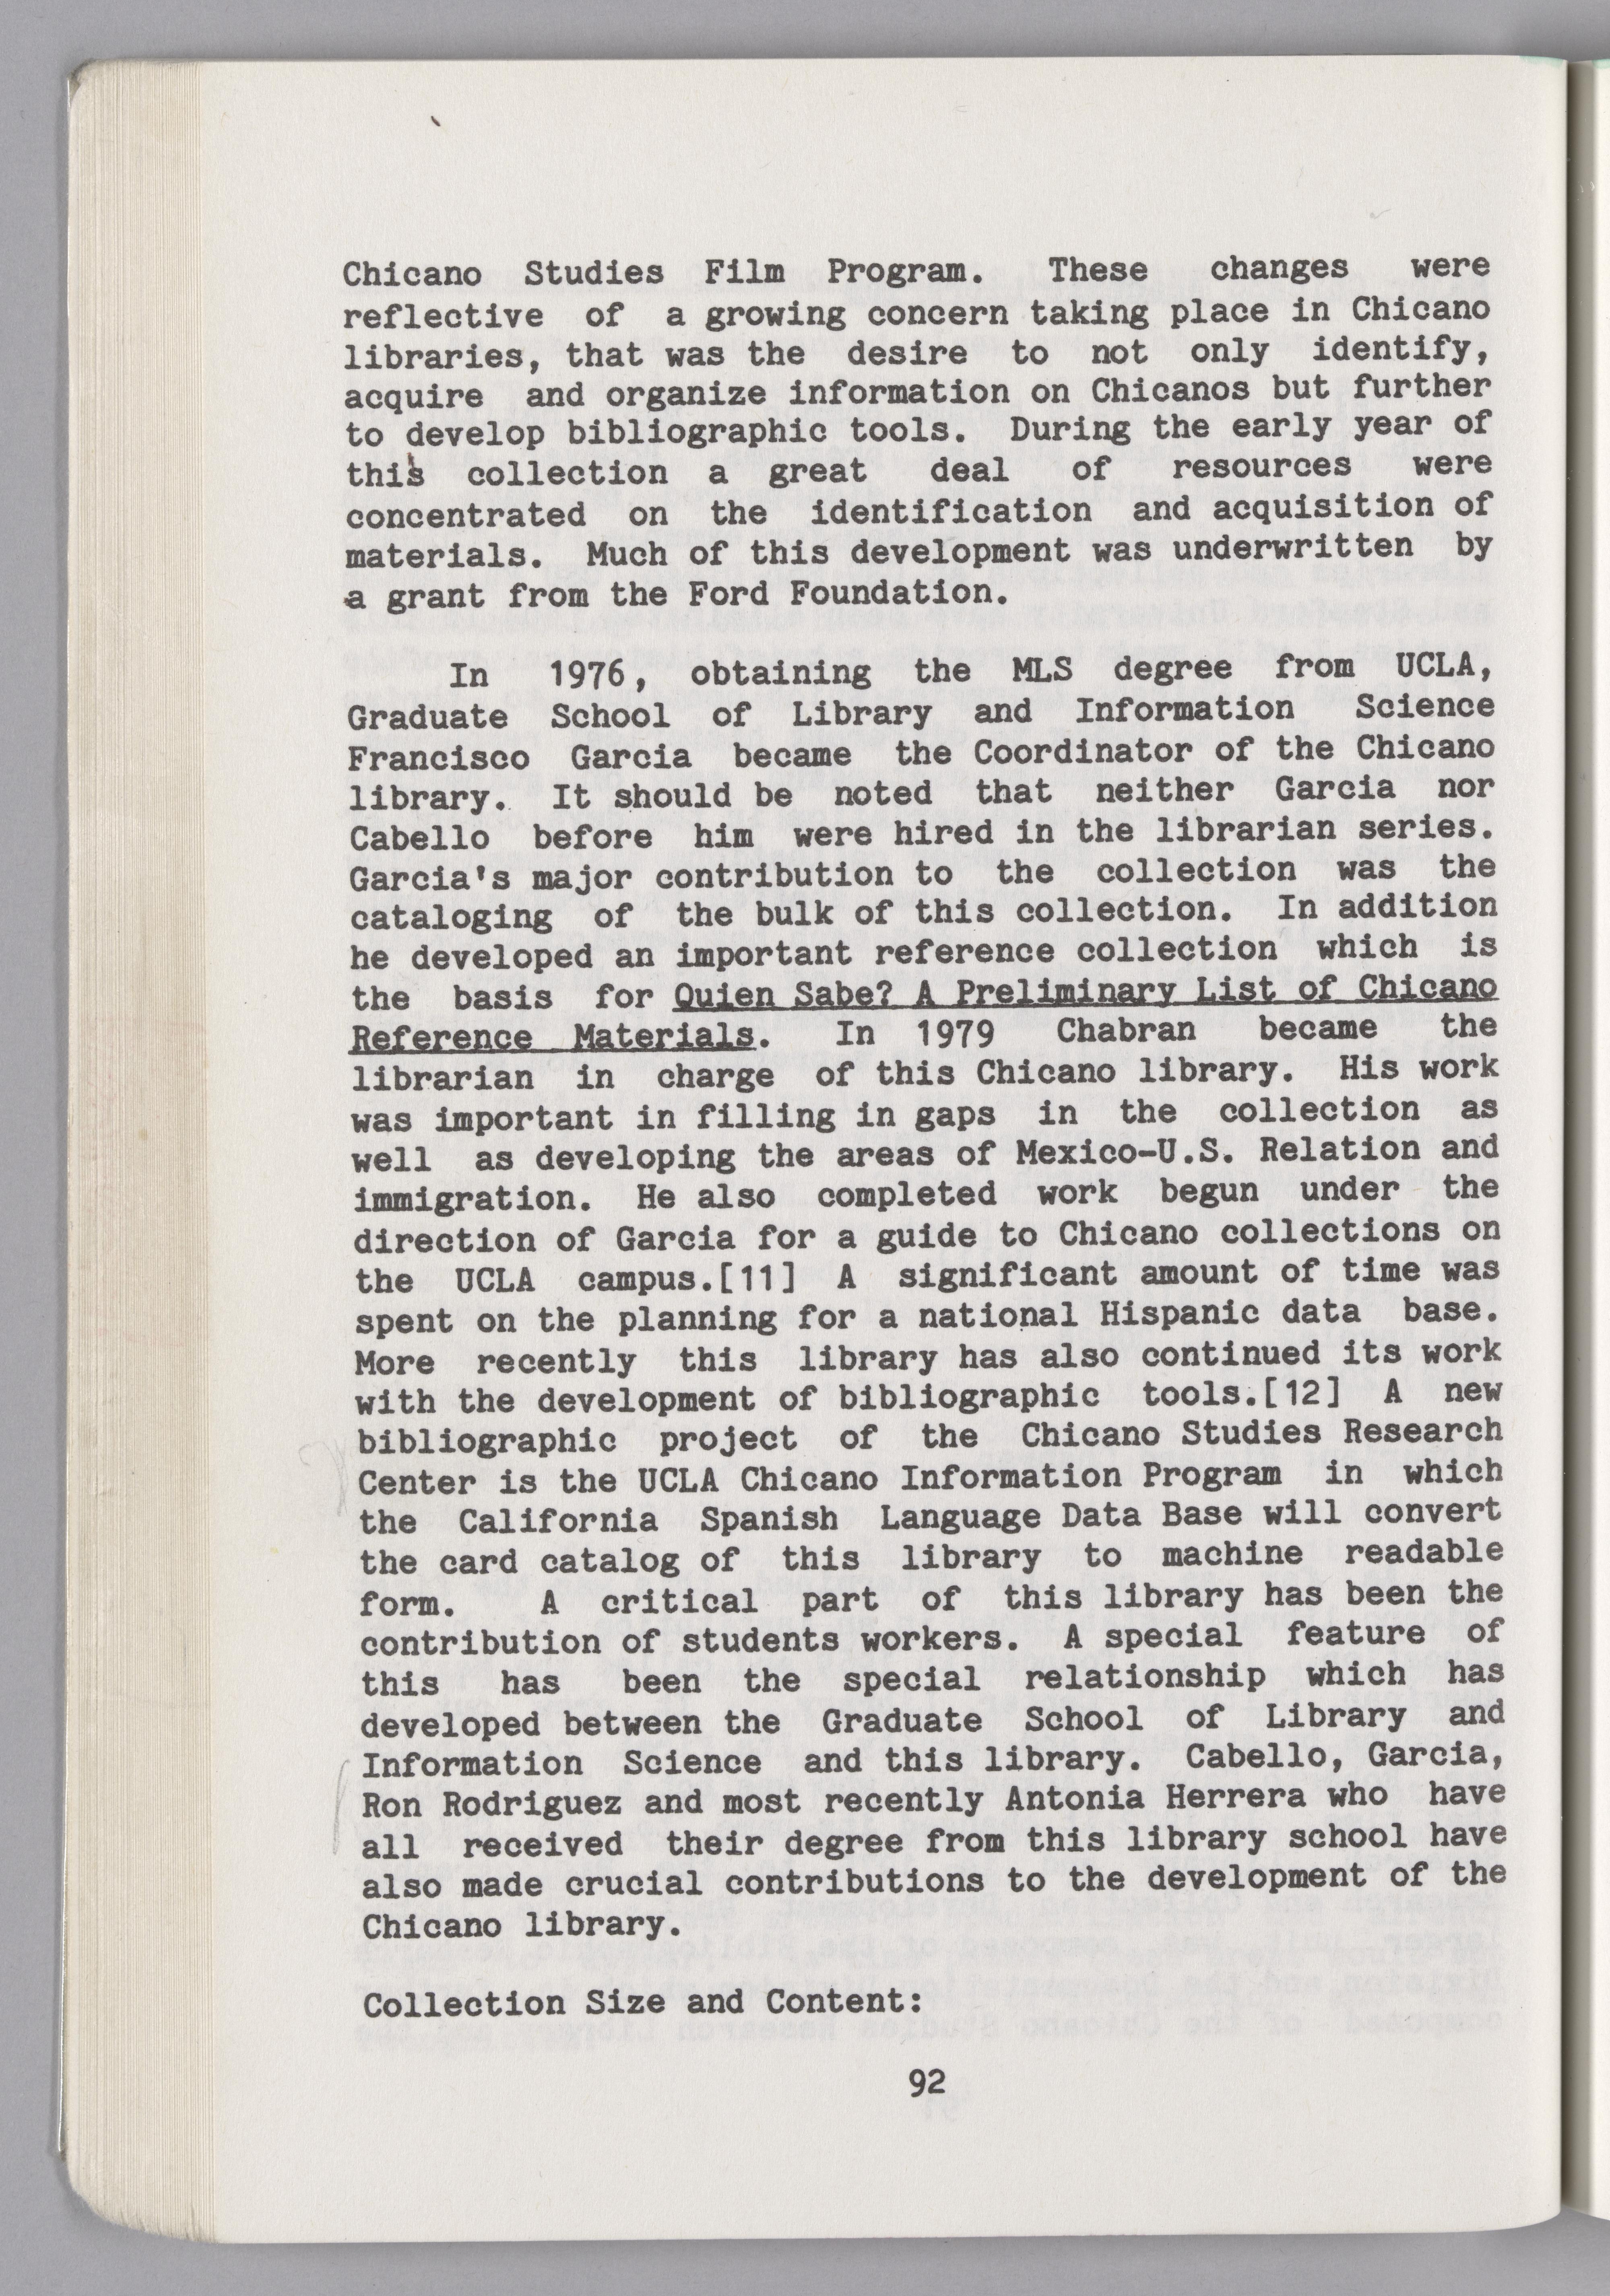 Chicano Studies Film Program. These changes were
reflective of a growing concern taking place in Chicano
libraries, that was the desire to not only identify,
acquire and organize information on Chicanos but further
to develop bibliographic tools. During the early year of
this collection a great deal of resources were
concentrated on the identification and acquisition of
materials. Much of this development was underwritten by
a grant from the Ford Foundation.
In 1976, obtaining the MLS degree from UCLA,
Graduate School of Library and Information Science
Francisco Garcia became the Coordinator of the Chicano
library. It should be noted that neither Garcia nor
Cabello before him were hired in the librarian series.
Garcia's major contribution to the collection was the
cataloging of the bulk of this collection. In addition
he developed an important reference collection which is
the basis for Quien Sabe? A Preliminary List of Chicano
Reference Materials. In 1979 Chabran became the
librarian in charge of this Chicano library. His work
was important in filling in gaps in the collection as
well as developing the areas of Mexico-U.S. Relation and
immigration. He also completed work begun under the
direction of Garcia for a guide to Chicano collections on
the UCLA campus.[11] A significant amount of time was
spent on the planning for a national Hispanic data base.
More recently this library has also continued its work
with the development of bibliographic tools.[12] A new
bibliographic project of the Chicano Studies Research
Center is the UCLA Chicano Information Program in which
the California Spanish Language Data Base will convert
the card catalog of this library to machine readable
form. A critical part of this library has been the
contribution of students workers. A special feature of
this has been the special relationship which has
developed between the Graduate School of Library and
Information Science and this library. Cabello, Garcia,
Ron Rodriguez and most recently Antonia Herrera who have
all received their degree from this library school have
also made crucial contributions to the development of the
Chicano library.
Collection Size and Content:
92